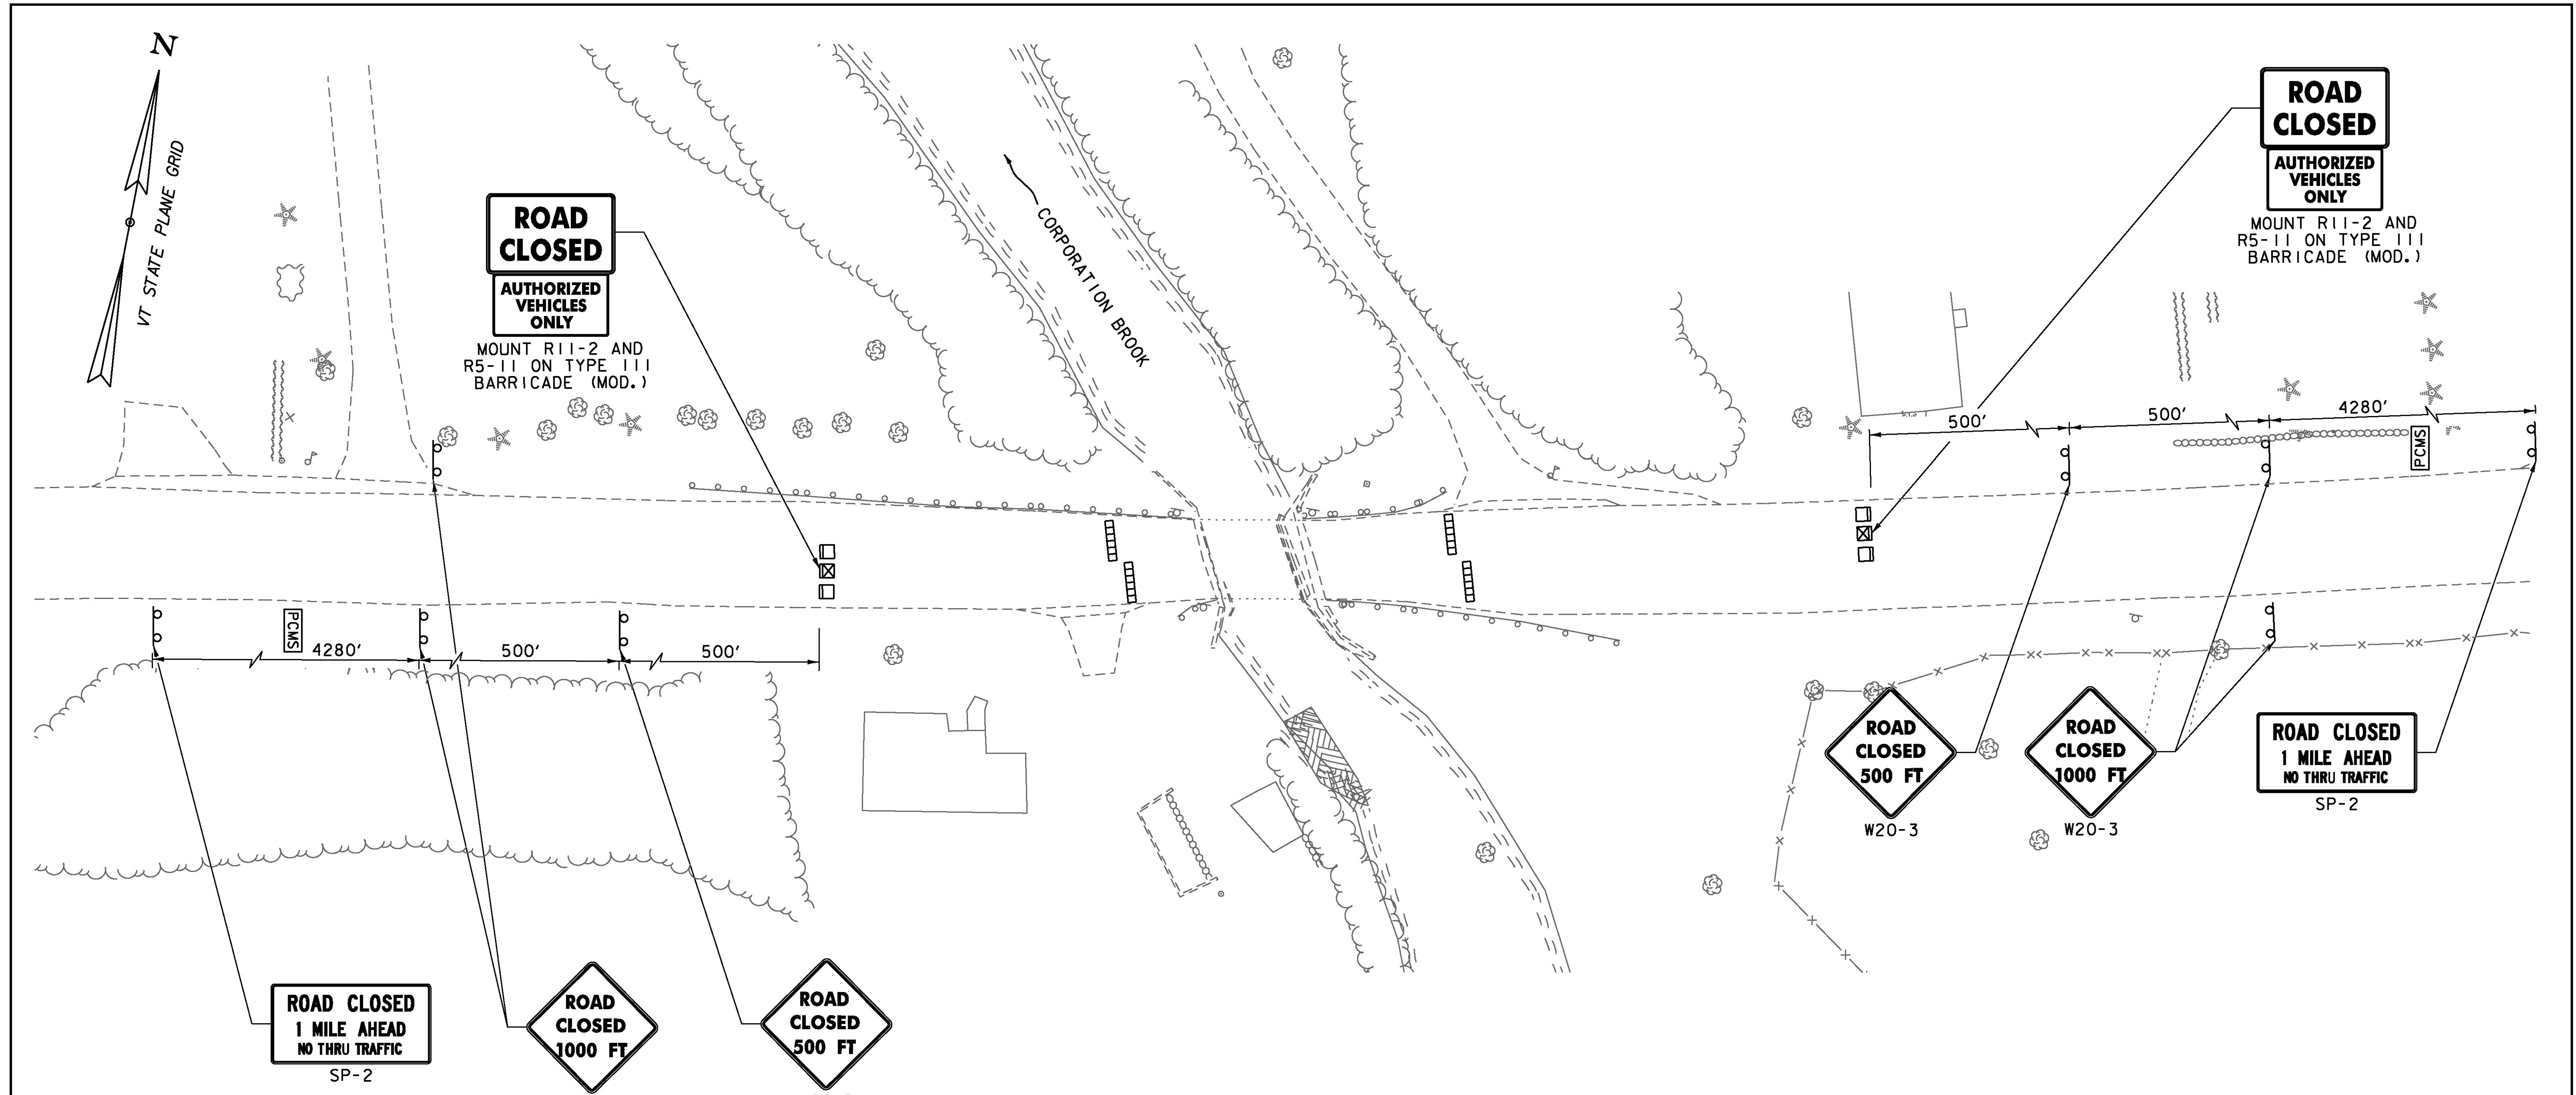 N
VT STATE PLANE GRID
ROAD
CLOSED
AUTHORIZED
VEHICLES
ONLY
MOUNT R11-2 AND
R5-11 ON TYPE III
BARRICADE (MOD.)
CORPORATION BROOK
ROAD
CLOSED
AUTHORIZED
VEHICLES
ONLY
MOUNT R11-2 AND
R5-11 ON TYPE III
BARRICADE (MOD.)
500'
500'
4280'
PCMS
PCMS
4280'
500'
500'
ROAD
CLOSED
500 FT
W20-3
ROAD
CLOSED
1000 FT
W20-3
ROAD CLOSED
1 MILE AHEAD
NO THRU TRAFFIC
SP-2
ROAD CLOSED
1 MILE AHEAD
NO THRU TRAFFIC
SP-2
ROAD
CLOSED
1000 FT
ROAD
CLOSED
500 FT